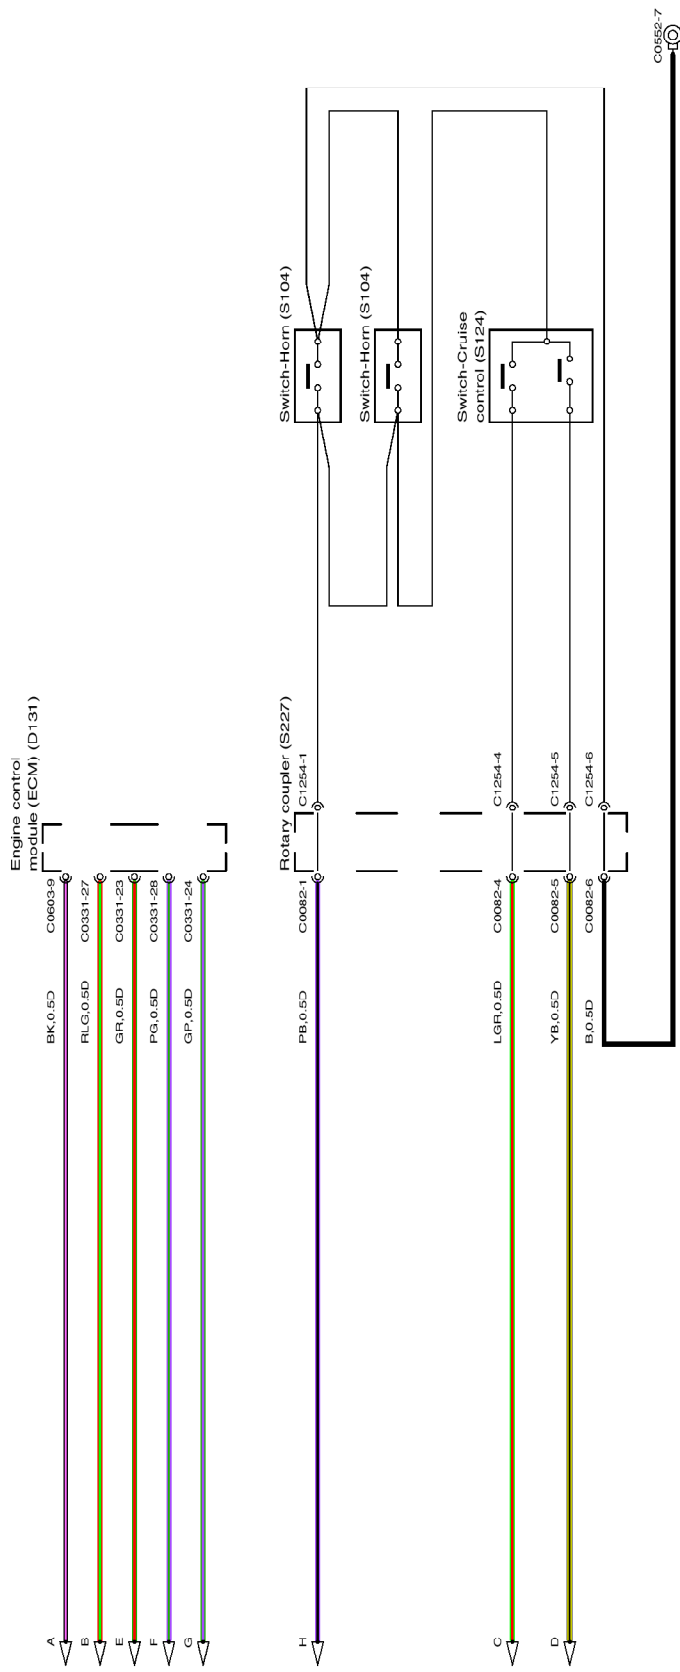 C0552-7
Switch-Horn (S104)
Switch-Horn (S104)
Switch-Cruise
control (S124)
Engine control
module (ECM) (D131)
Rotary coupler (S227)
C1254-1
C1254-4
C1254-5
C1254-6
C0603-9
C0331-27
C0331-23
C0331-28
C0331-24
C0082-1
C0082-4
C0082-5
C0082-6
BK,0.5D
RLG,0.5D
GR,0.5D
PG,0.5D
GP,0.5D
PB,0.5D
LGR,0.5D
YB,0.5D
B,0.5D
A
B
E
F
G
H
C
D